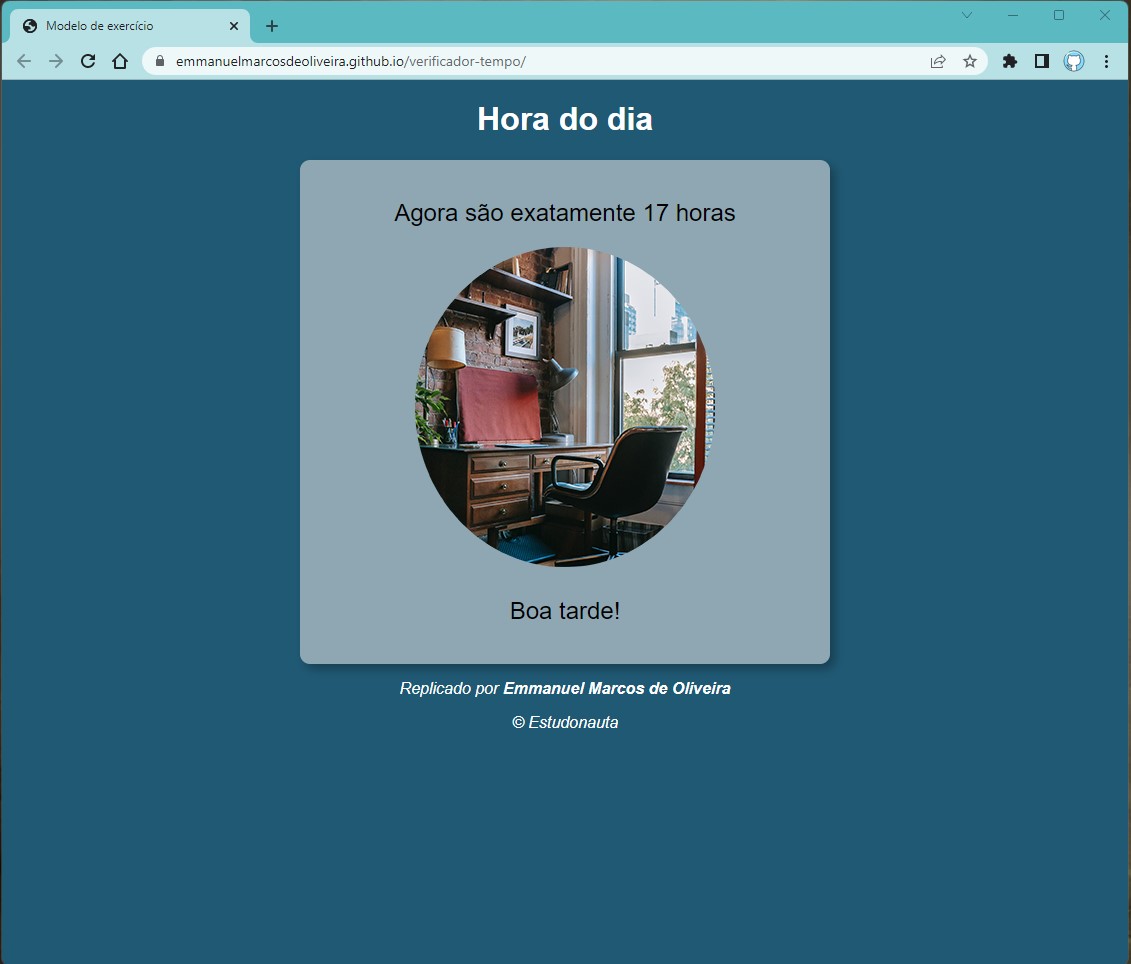 Modelo de exercício
emmanuelmarcosdeoliveira.github.io/verificador-tempo/
Hora do dia
Agora são exatamente 17 horas
Boa tarde!
Replicado por Emmanuel Marcos de Oliveira
© Estudonauta